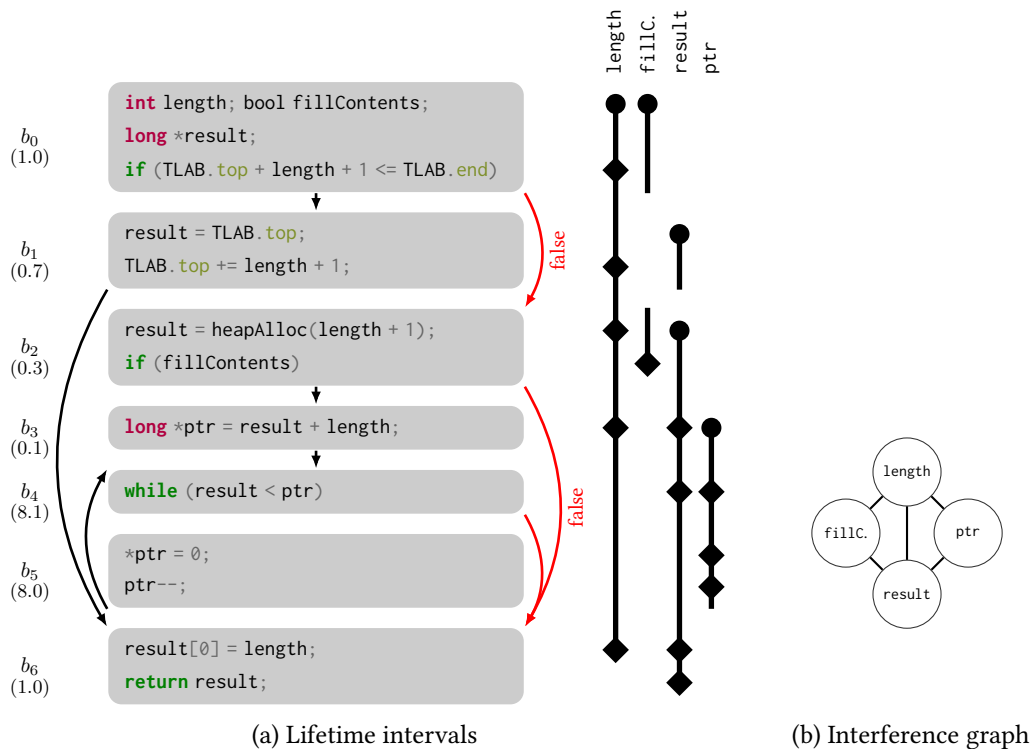 length
fillC.
result
ptr
b0
(1.0)
int length; bool fillContents;
long *result;
if (TLAB.top + length + 1 <= TLAB.end)
b1
(0.7)
result = TLAB.top;
TLAB.top += length + 1;
false
b2
(0.3)
result = heapAlloc(length + 1);
if (fillContents)
b3
(0.1)
long *ptr = result + length;
b4
(8.1)
while (result < ptr)
false
b5
(8.0)
*ptr = 0;
ptr--;
b6
(1.0)
result[0] = length;
return result;
length
fillC.
ptr
result
(a) Lifetime intervals
(b) Interference graph